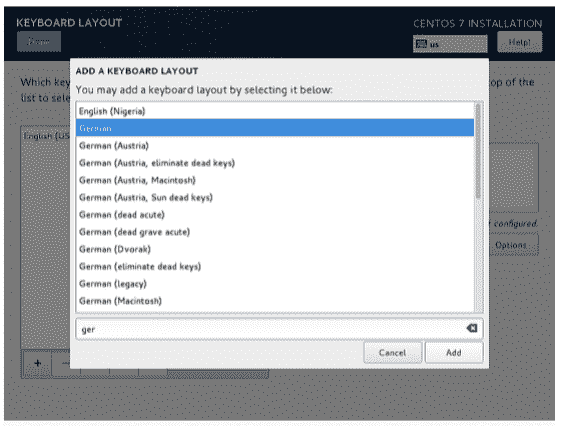 KEYBOARD LAYOUT
CENTOS 7 INSTALLATION
Done
us
Help!
Which key
op of the
list to sele
ADD A KEYBOARD LAYOUT
You may add a keyboard layout by selecting it below:
English (Nigeria)
German
German (Austria)
German (Austria, eliminate dead keys)
German (Austria, Macintosh)
German (Austria, Sun dead keys)
German (dead acute)
German (dead grave acute)
German (Dvorak)
German (eliminate dead keys)
German (legacy)
German (Macintosh)
English (US
configured.
Options
ger
Cancel
Add
+
−